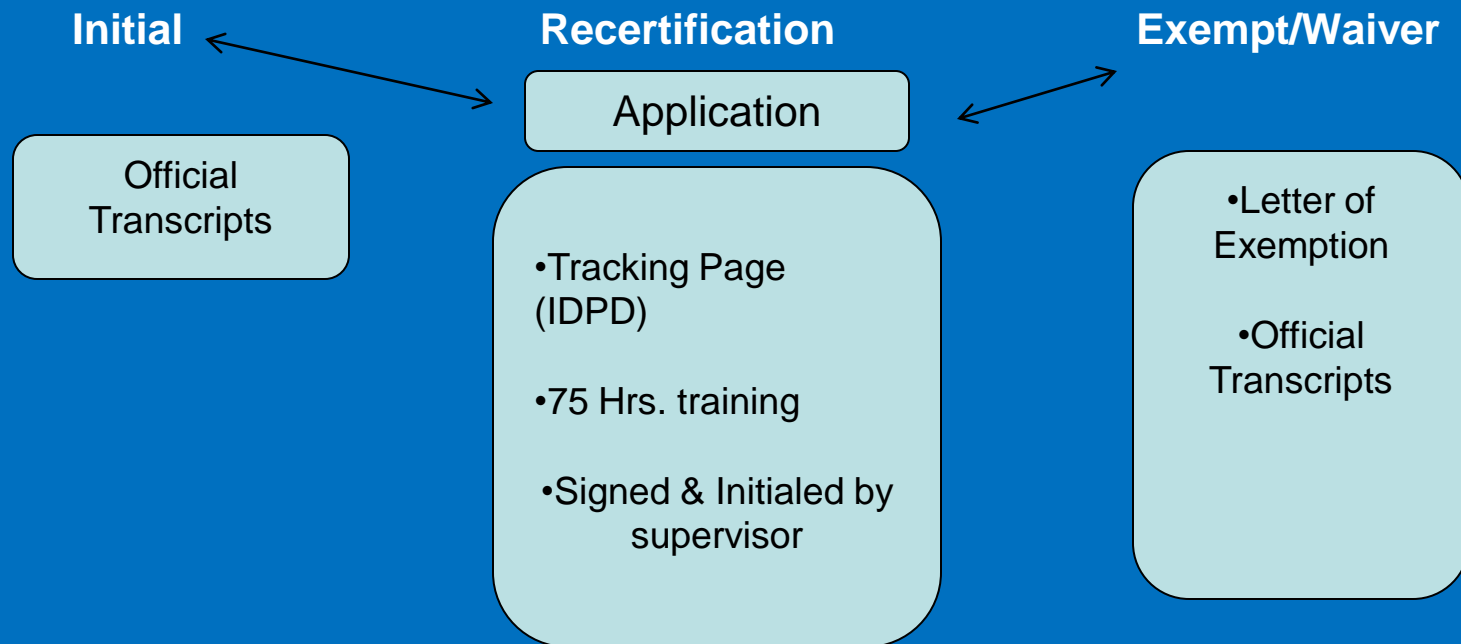 Initial
Recertification
Exempt/Waiver
Application
Official
Transcripts
•Tracking Page
(IDPD)
•75 Hrs. training
•Signed & Initialed by
supervisor
•Letter of
Exemption
•Official
Transcripts